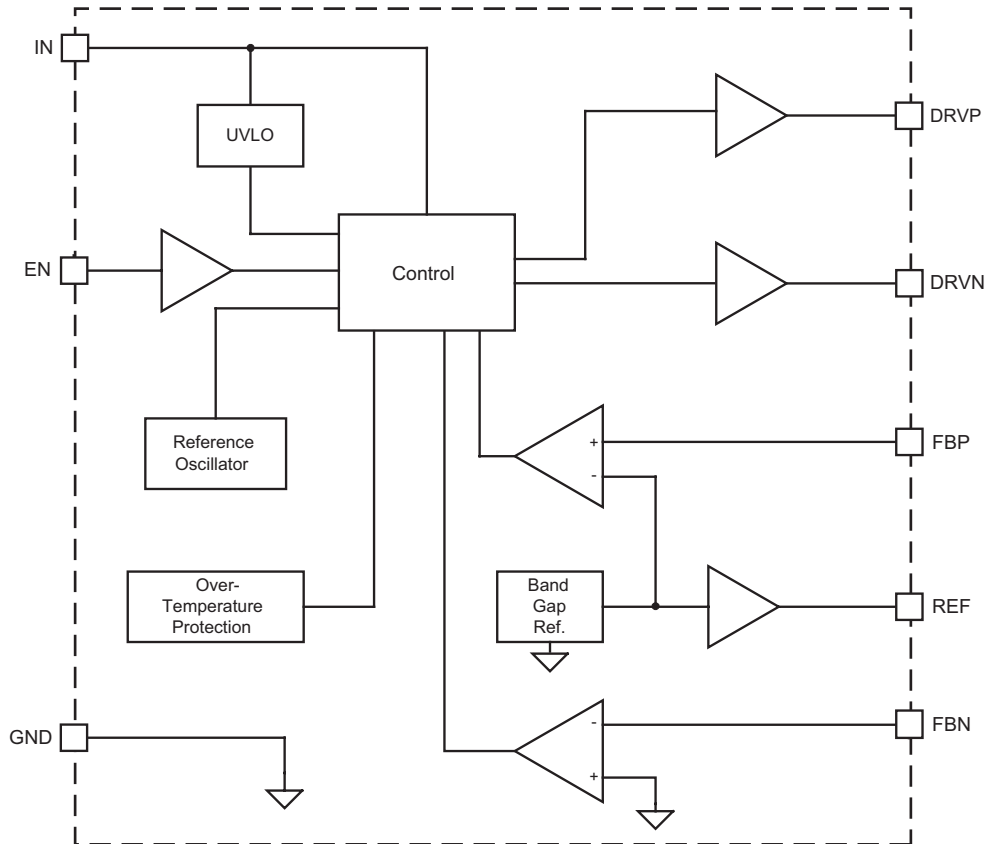 IN
UVLO
DRVP
EN
Control
DRVN
Reference
Oscillator
+
-
FBP
Over-
Temperature
Protection
Band
Gap
Ref.
REF
GND
-
+
FBN